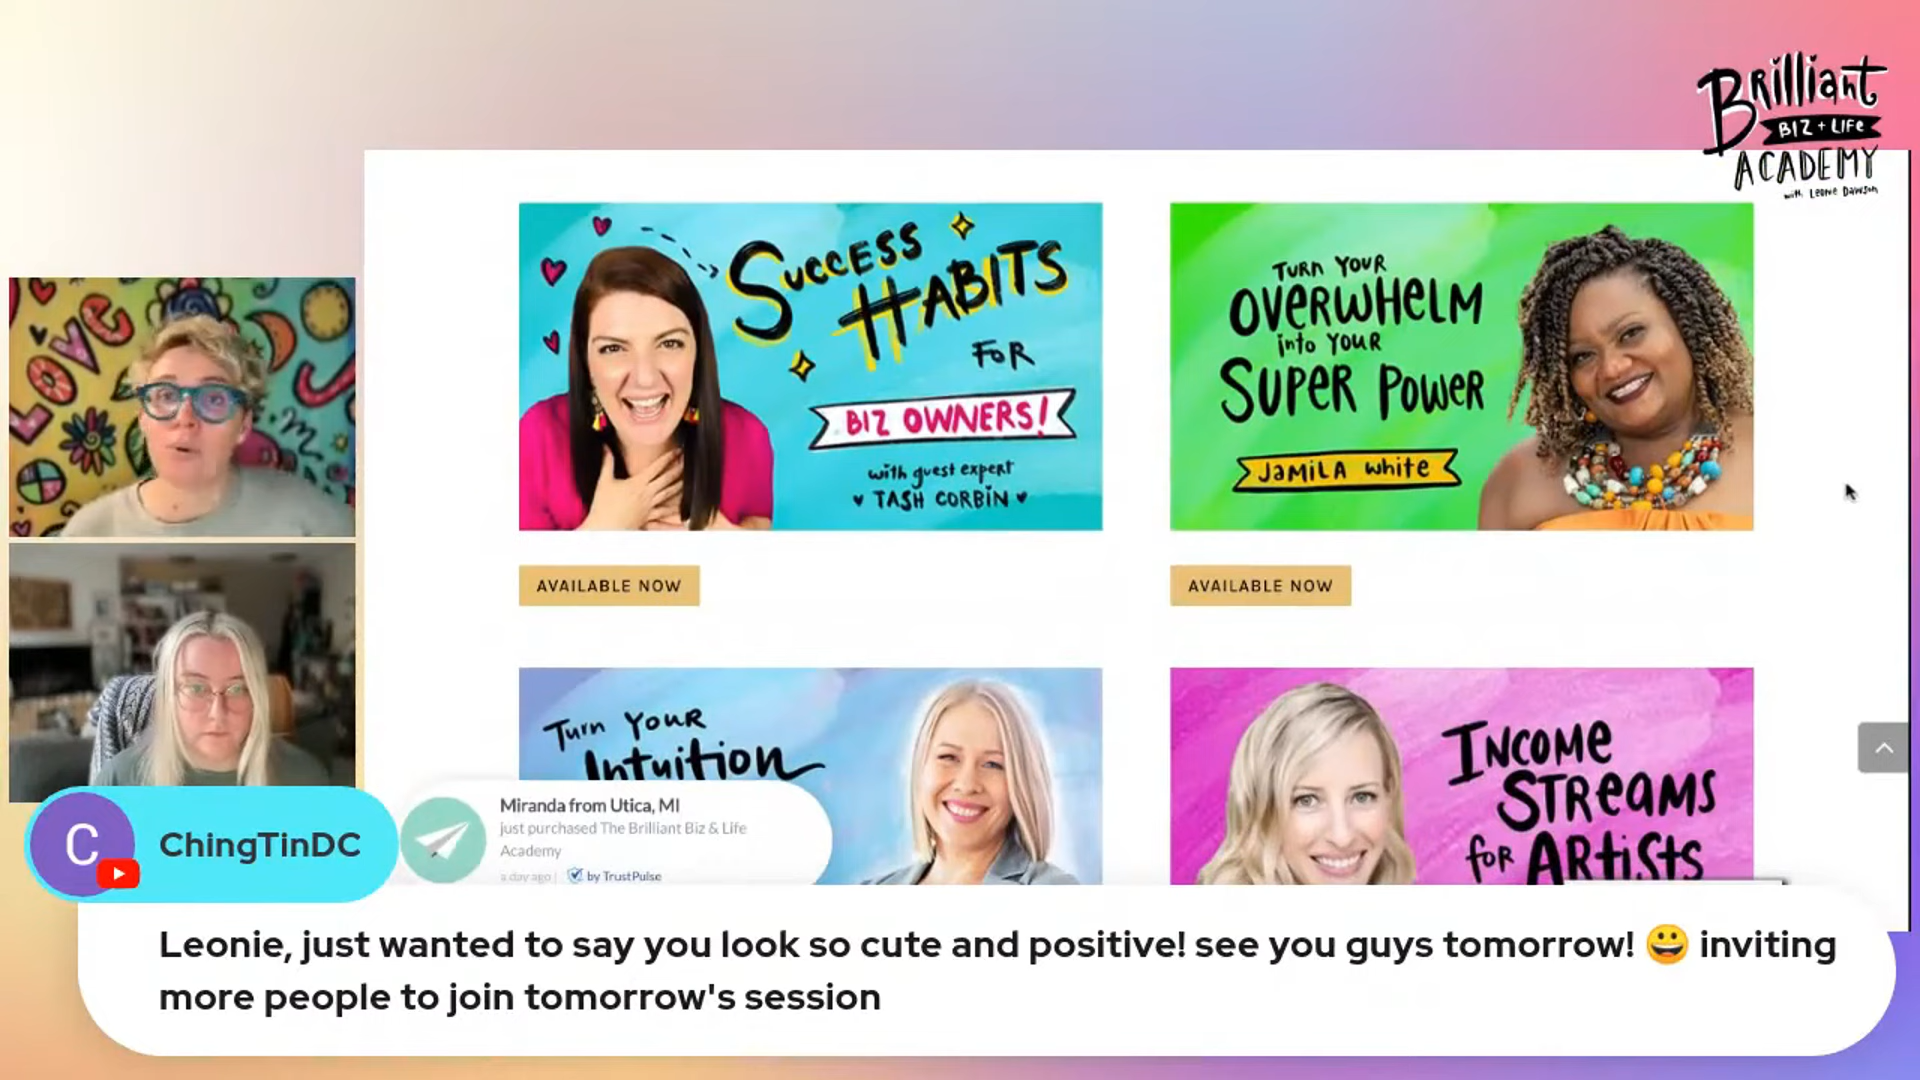 BRilliant
BIZ + LIFe
ACADEMY
with Leonie Dawson
LOVe
SUCCESS
HABITS
FoR
BIZ OWNERS!
with guest expert
TASH CORBIN
TURN YOUR
OVERWHELM
into YOUR
SUPER POWER
JAMILA White
AVAILABLE NOW
AVAILABLE NOW
Turn Your
Intuition
INCOME
STReaMS
foR ARTiSTS
C
ChingTinDC
Miranda from Utica, MI
just purchased The Brilliant Biz & Life
Academy
a day ago | by TrustPulse
Leonie, just wanted to say you look so cute and positive! see you guys tomorrow! 😀 inviting
more people to join tomorrow's session